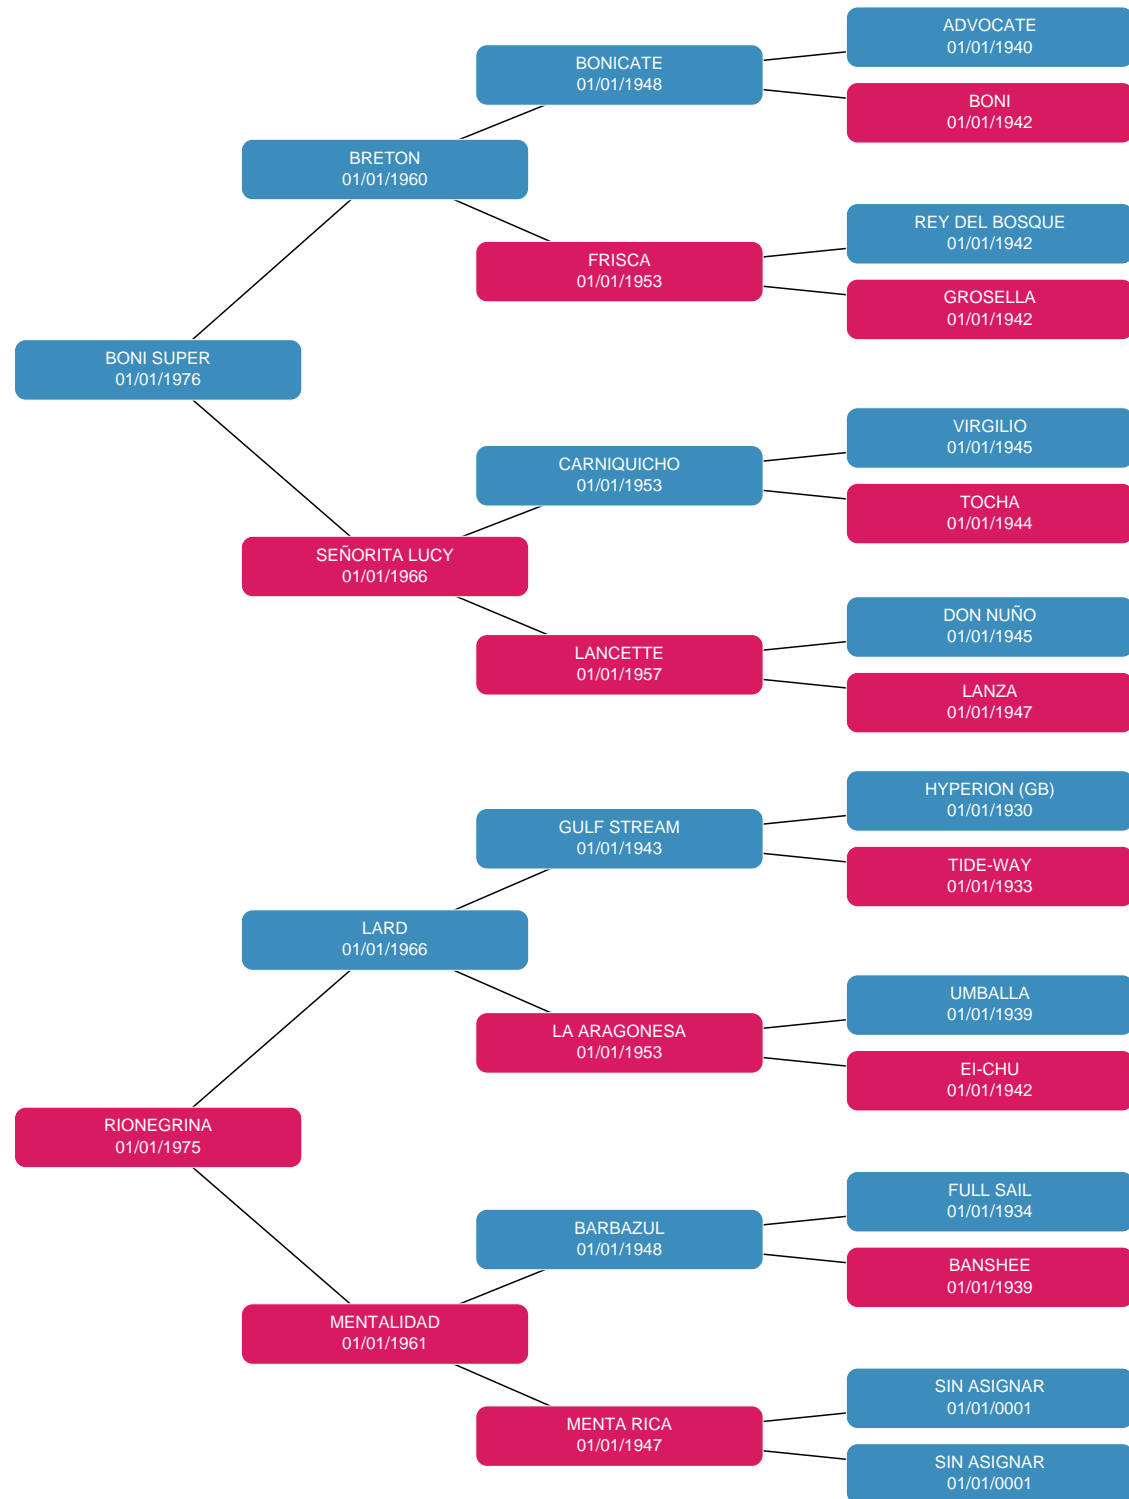 ADVOCATE
01/01/1940
BONICATE
01/01/1948
BONI
01/01/1942
BRETON
01/01/1960
REY DEL BOSQUE
01/01/1942
FRISCA
01/01/1953
GROSELLA
01/01/1942
BONI SUPER
01/01/1976
VIRGILIO
01/01/1945
CARNIQUICHO
01/01/1953
TOCHA
01/01/1944
SEÑORITA LUCY
01/01/1966
DON NUÑO
01/01/1945
LANCETTE
01/01/1957
LANZA
01/01/1947
HYPERION (GB)
01/01/1930
GULF STREAM
01/01/1943
TIDE-WAY
01/01/1933
LARD
01/01/1966
UMBALLA
01/01/1939
LA ARAGONESA
01/01/1953
EI-CHU
01/01/1942
RIONEGRINA
01/01/1975
FULL SAIL
01/01/1934
BARBAZUL
01/01/1948
BANSHEE
01/01/1939
MENTALIDAD
01/01/1961
SIN ASIGNAR
01/01/0001
MENTA RICA
01/01/1947
SIN ASIGNAR
01/01/0001